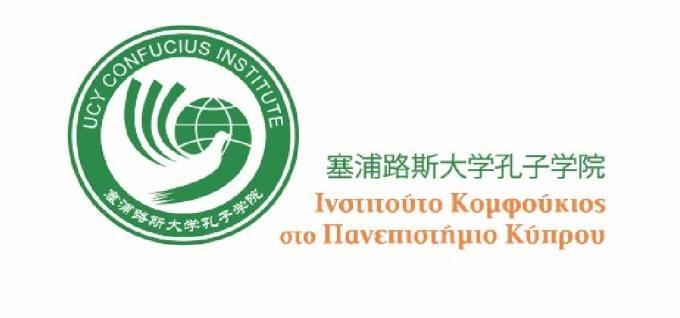 UCY CONFUCIUS INSTITUTE
塞浦路斯大学孔子学院
塞浦路斯大学孔子学院
Ινστιτούτο Κομφούκιος
στο Πανεπιστήμιο Κύπρου